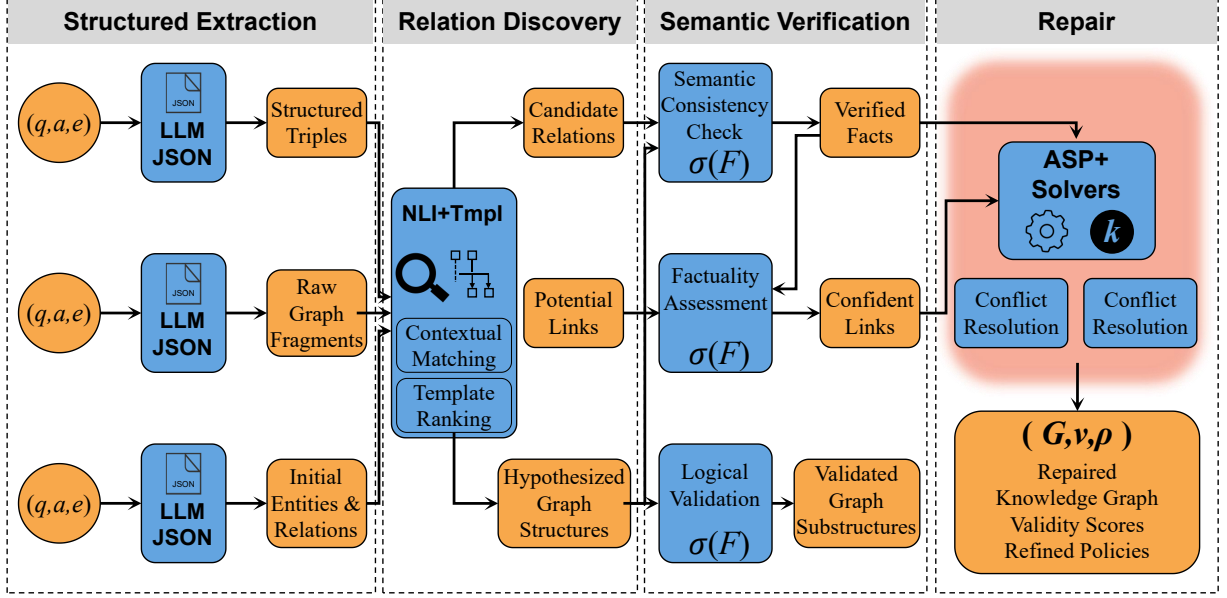 Structured Extraction
Relation Discovery
Semantic Verification
Repair
(q,a,e)
JSON
LLM
JSON
Structured
Triples
(q,a,e)
JSON
LLM
JSON
Raw
Graph
Fragments
(q,a,e)
JSON
LLM
JSON
Initial
Entities &
Relations
NLI+Tmpl
Contextual
Matching
Template
Ranking
Candidate
Relations
Potential
Links
Hypothesized
Graph
Structures
Semantic
Consistency
Check
σ(F)
Factuality
Assessment
σ(F)
Logical
Validation
σ(F)
Verified
Facts
Confident
Links
Validated
Graph
Substructures
ASP+
Solvers
k
Conflict
Resolution
Conflict
Resolution
( G,ν,ρ )
Repaired
Knowledge Graph
Validity Scores
Refined Policies